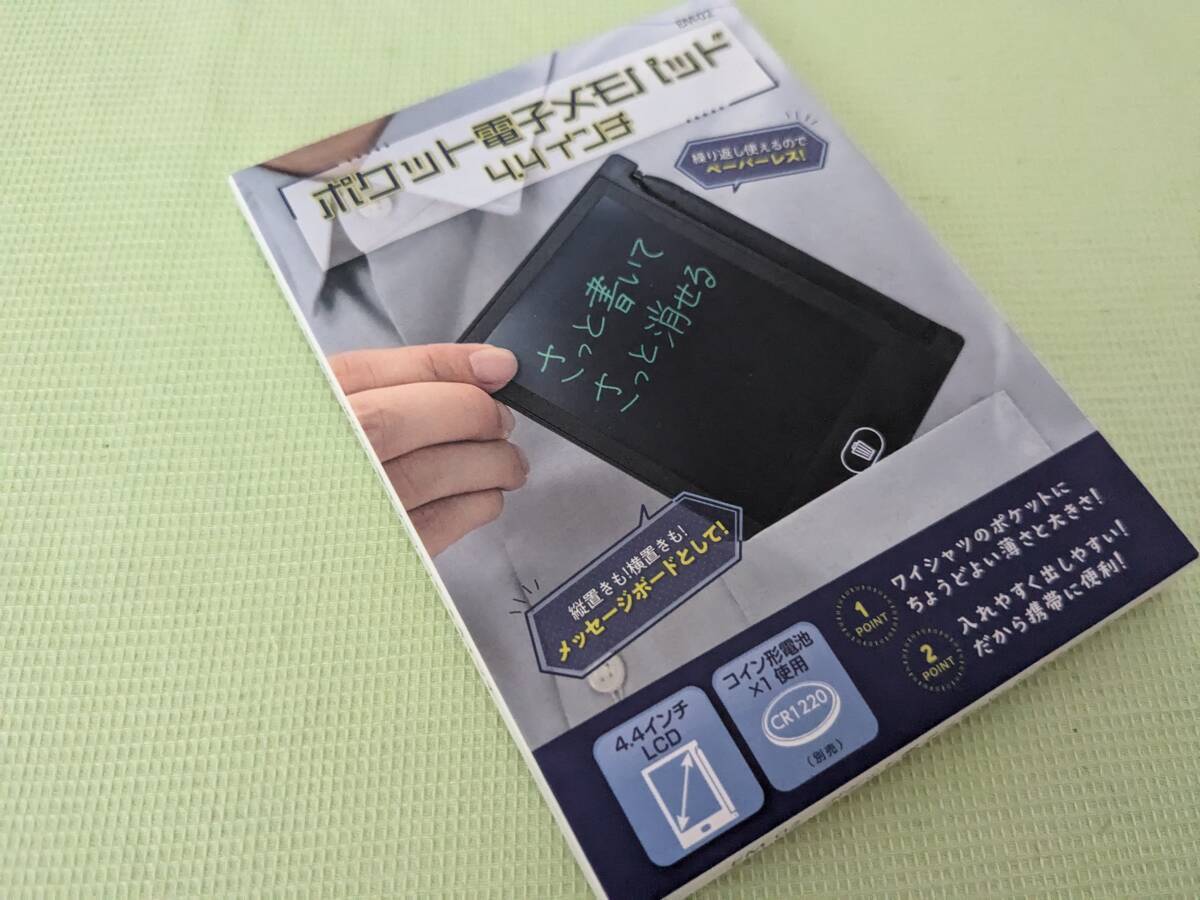 EM-02
ポケット電子メモパッド
4.4インチ
繰り返し使えるので
ペーパーレス!
さっと書いて
さっと消せる
縦置きも!横置きも!
メッセージボードとして!
1
POINT
ワイシャツのポケットに
ちょうどよい薄さと大きさ!
2
POINT
入れやすく出しやすい!
だから携帯に便利!
4.4インチ
LCD
コイン形電池
×1 使用
CR1220
(別売)